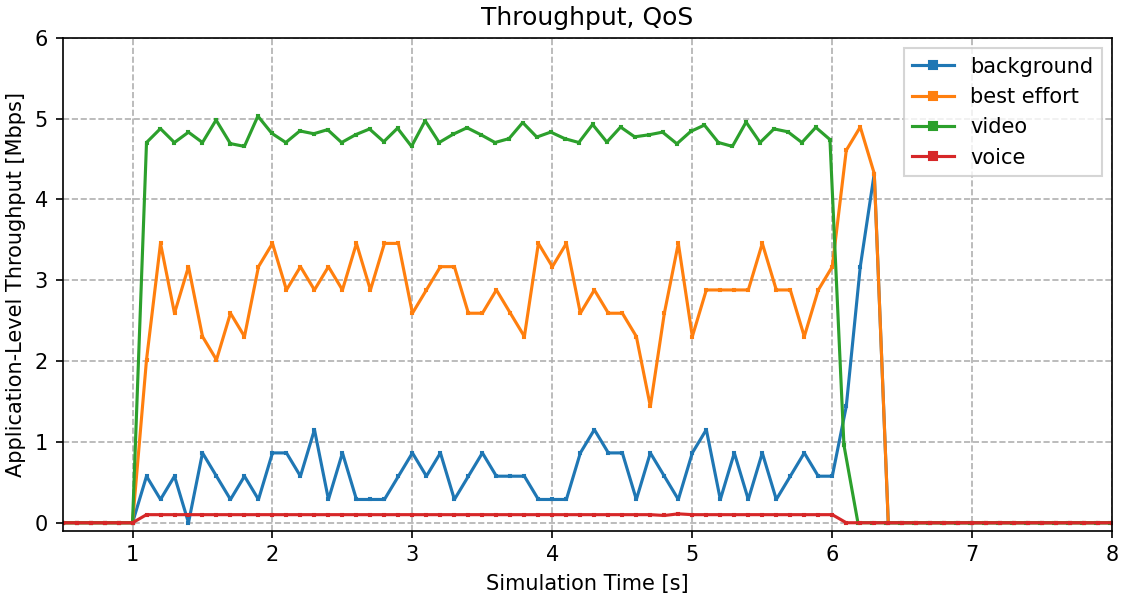 Throughput, QoS
Application-Level Throughput [Mbps]
6
5
4
3
2
1
0
background
best effort
video
voice
1 2 3 4 5 6 7 8
Simulation Time [s]